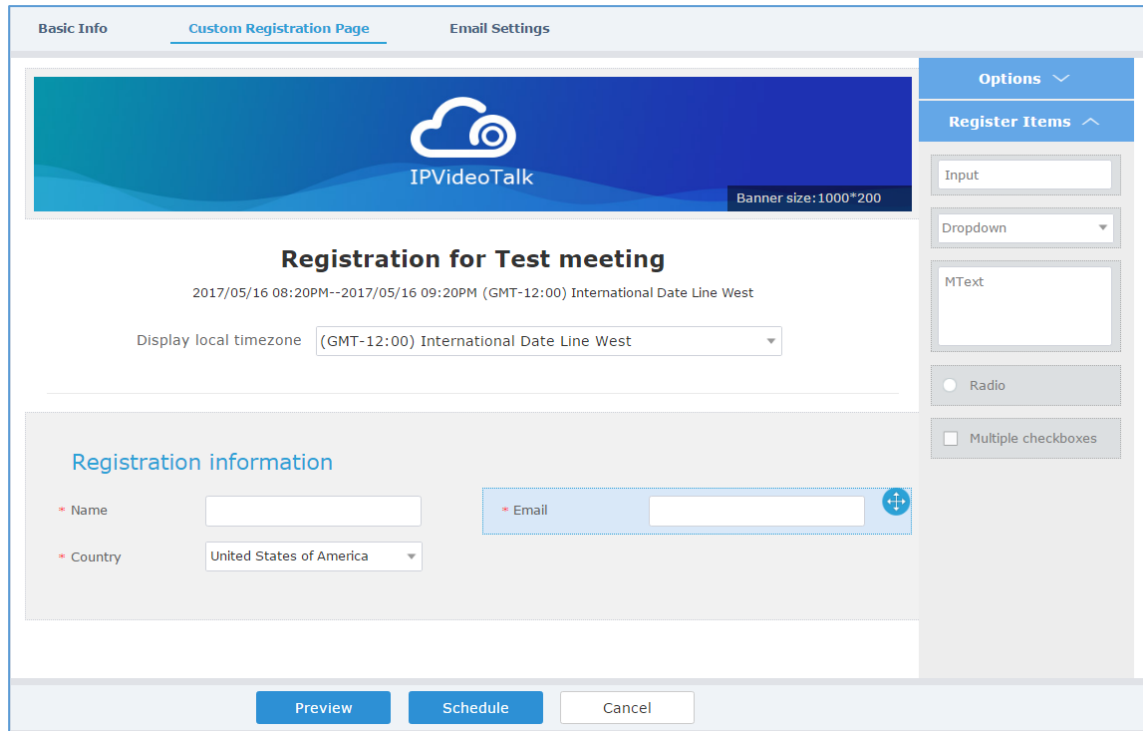 Basic Info Custom Registration Page Email Settings
Options
Register Items
IPVideoTalk
Banner size:1000*200
Input
Dropdown
MText
Radio
Multiple checkboxes
Registration for Test meeting
2017/05/16 08:20PM--2017/05/16 09:20PM (GMT-12:00) International Date Line West
Display local timezone (GMT-12:00) International Date Line West
Registration information
* Name
* Email
* Country United States of America
Preview Schedule Cancel